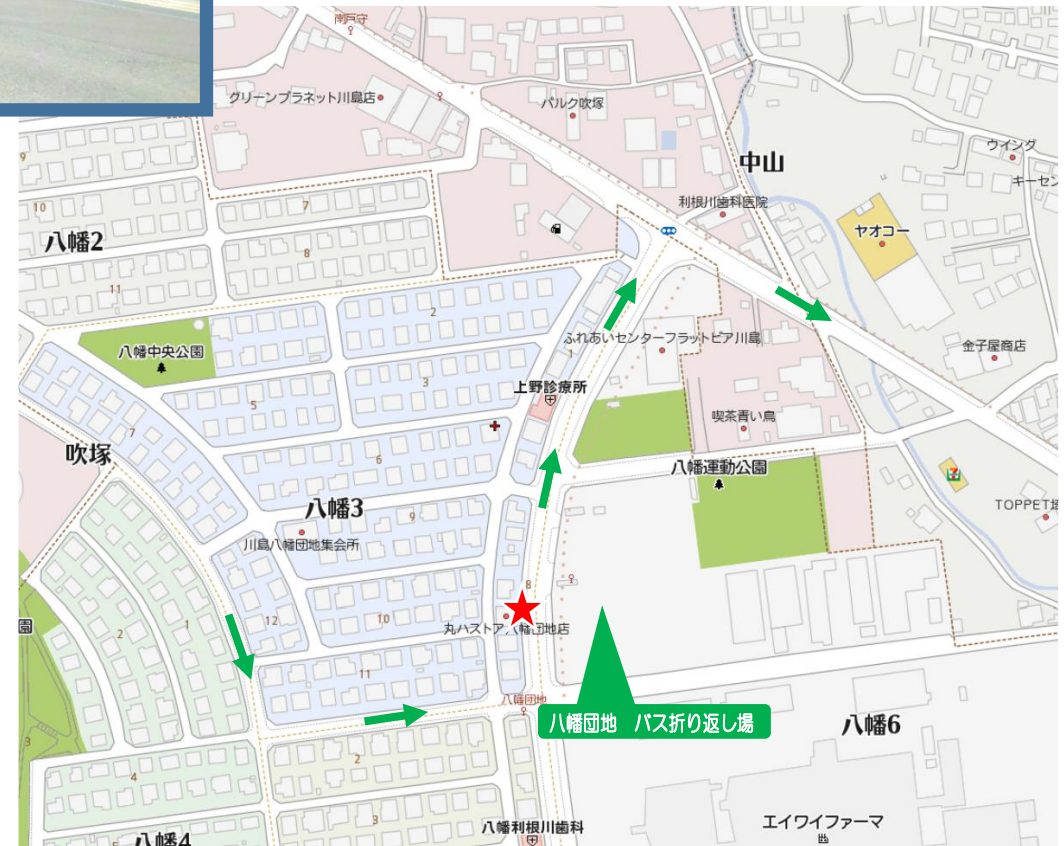 南戸守
グリーンプラネット川島店
パルク吹塚
中山
ウイング
キーセン
利根川歯科医院
ヤオコー
9
10
7
八幡2
8
11
2
ふれあいセンターフラットピア川島
1
金子屋商店
八幡中央公園
3
上野診療所
5
喫茶青い鳥
7
吹塚
6
八幡運動公園
八幡3
9
TOPPET
川島八幡団地集会所
8
園
2
1
12
10
丸ハストア八幡団地店
11
八幡団地
八幡団地 バス折り返し場
八幡6
3
4
2
3
エイワイファーマ
八幡利根川歯科
八幡4